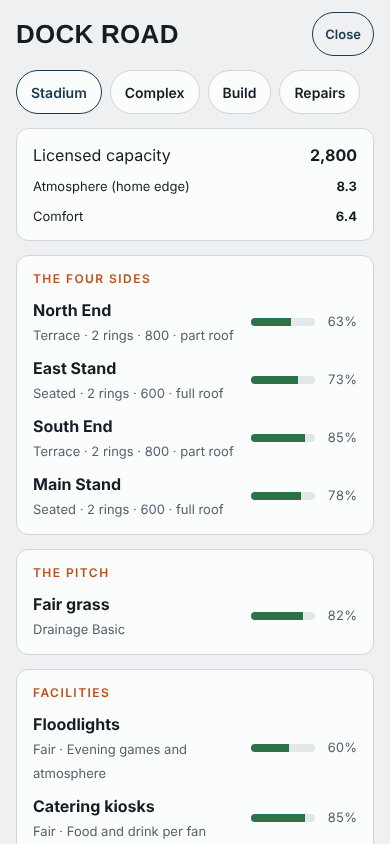 DOCK ROAD
Close
Stadium
Complex
Build
Repairs
Licensed capacity 2,800
Atmosphere (home edge) 8.3
Comfort 6.4
THE FOUR SIDES
North End
63%
Terrace · 2 rings · 800 · part roof
East Stand
73%
Seated · 2 rings · 600 · full roof
South End
85%
Terrace · 2 rings · 800 · part roof
Main Stand
78%
Seated · 2 rings · 600 · full roof
THE PITCH
Fair grass
82%
Drainage Basic
FACILITIES
Floodlights
Fair · Evening games and
60%
atmosphere
Catering kiosks
85%
Fair · Food and drink per fan